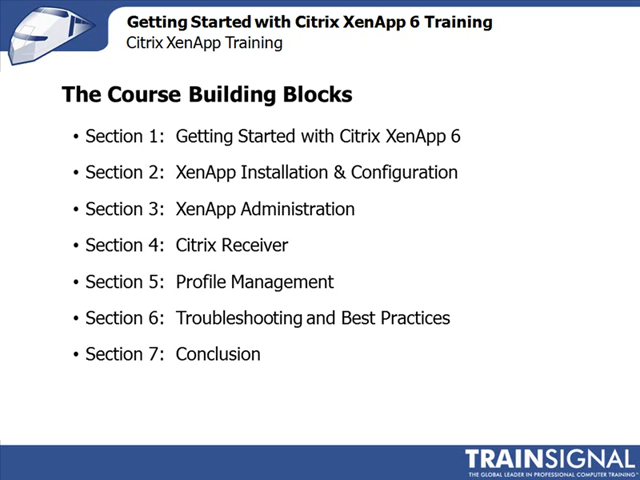 Getting Started with Citrix XenApp 6 Training
Citrix XenApp Training
The Course Building Blocks
• Section 1: Getting Started with Citrix XenApp 6
• Section 2: XenApp Installation & Configuration
• Section 3: XenApp Administration
• Section 4: Citrix Receiver
• Section 5: Profile Management
• Section 6: Troubleshooting and Best Practices
• Section 7: Conclusion
TRAINSIGNAL
THE GLOBAL LEADER IN PROFESSIONAL COMPUTER TRAINING™